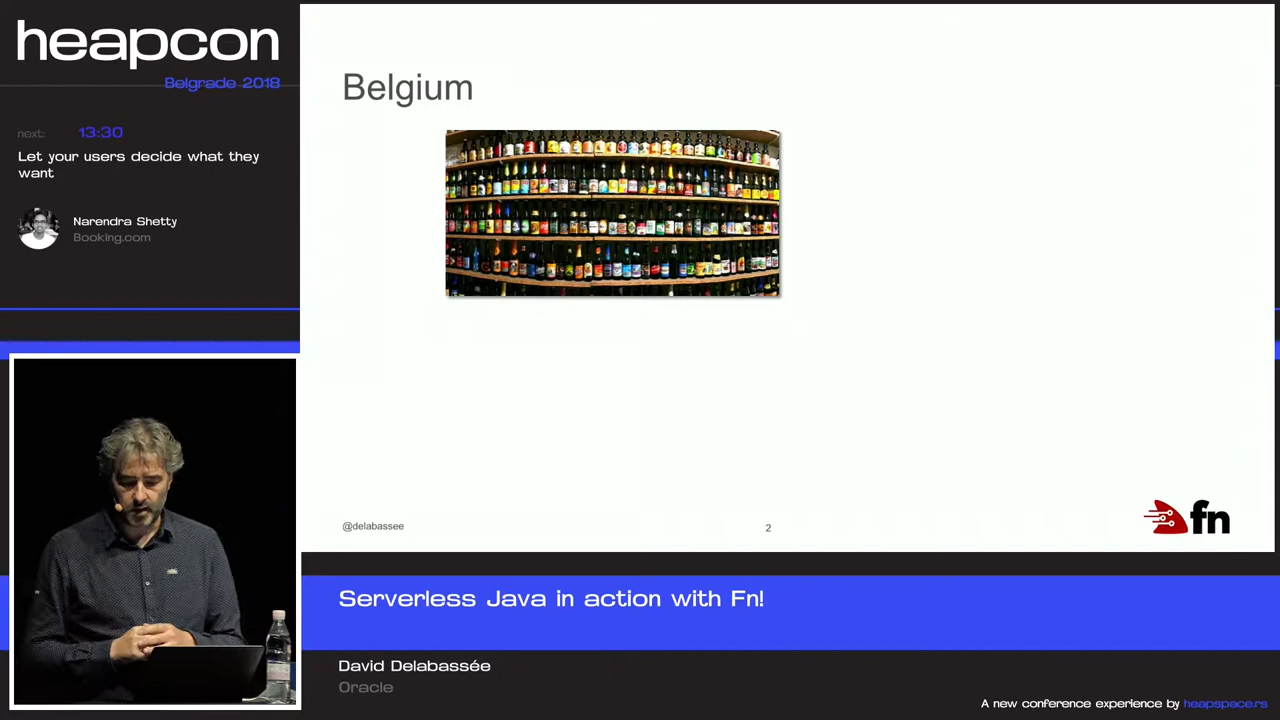 heapcon
Belgrade 2018
next: 13:30
Let your users decide what they
want
Narendra Shetty
Booking.com
Belgium
@delabassee
2
fn
Serverless Java in action with Fn!
David Delabassée
Oracle
A new conference experience by heapspace.rs